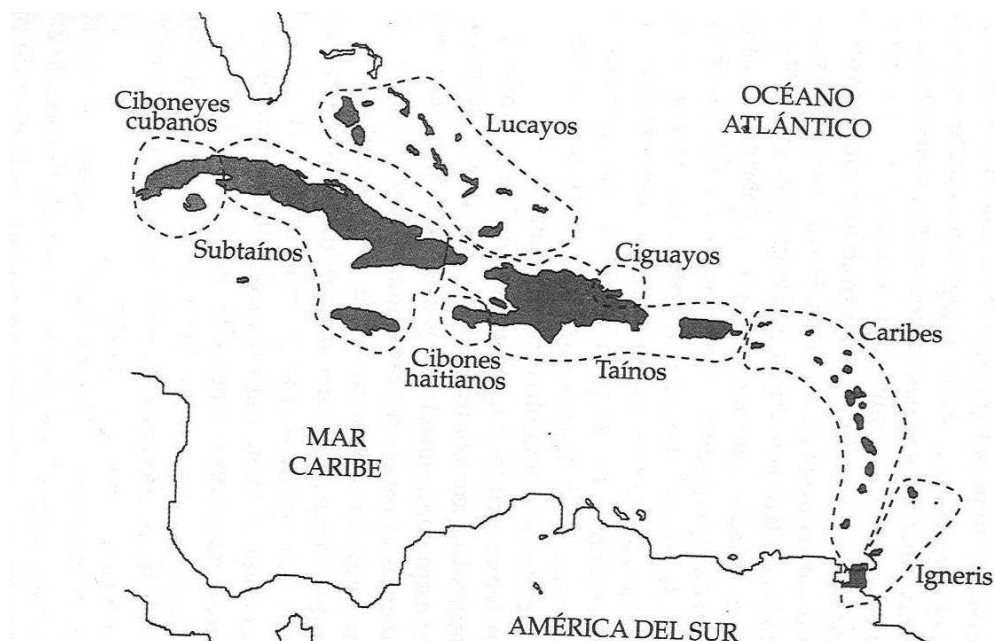 OCÉANO
ATLÁNTICO
Ciboneyes
cubanos
Lucayos
Subtaínos
Ciguayos
Caribes
Cibones
haitianos
Taínos
MAR
CARIBE
Igneris
AMÉRICA DEL SUR